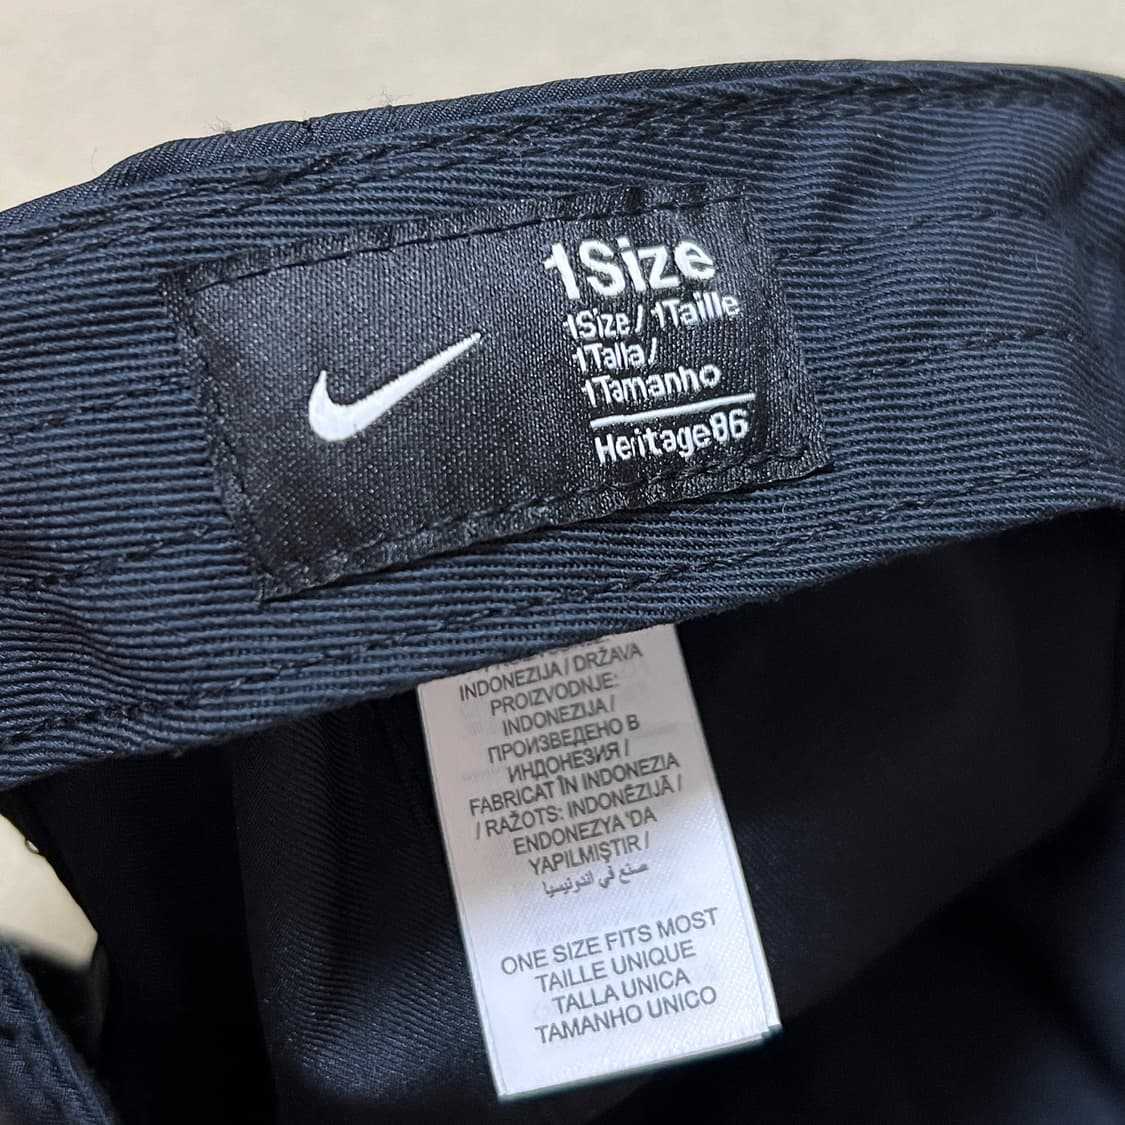 1Size
1Size / 1Taille
1Talla /
1Tamanho
Heritage86
INDONEZIJA / DRŽAVA
PROIZVODNJE:
INDONEZIJA /
ПРОИЗВЕДЕНО В
ИНДОНЕЗИЯ /
FABRICAT ÎN INDONEZIA
/ RAŽOTS: INDONĒZIJĀ /
ENDONEZYA 'DA
YAPILMIŞTIR /
صنع في اندونيسيا
ONE SIZE FITS MOST
TAILLE UNIQUE
TALLA UNICA
TAMANHO UNICO